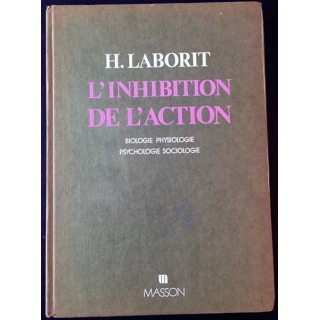 H. LABORIT
L'INHIBITION
DE L'ACTION
BIOLOGIE PHYSIOLOGIE
PSYCHOLOGIE SOCIOLOGIE
m
MASSON